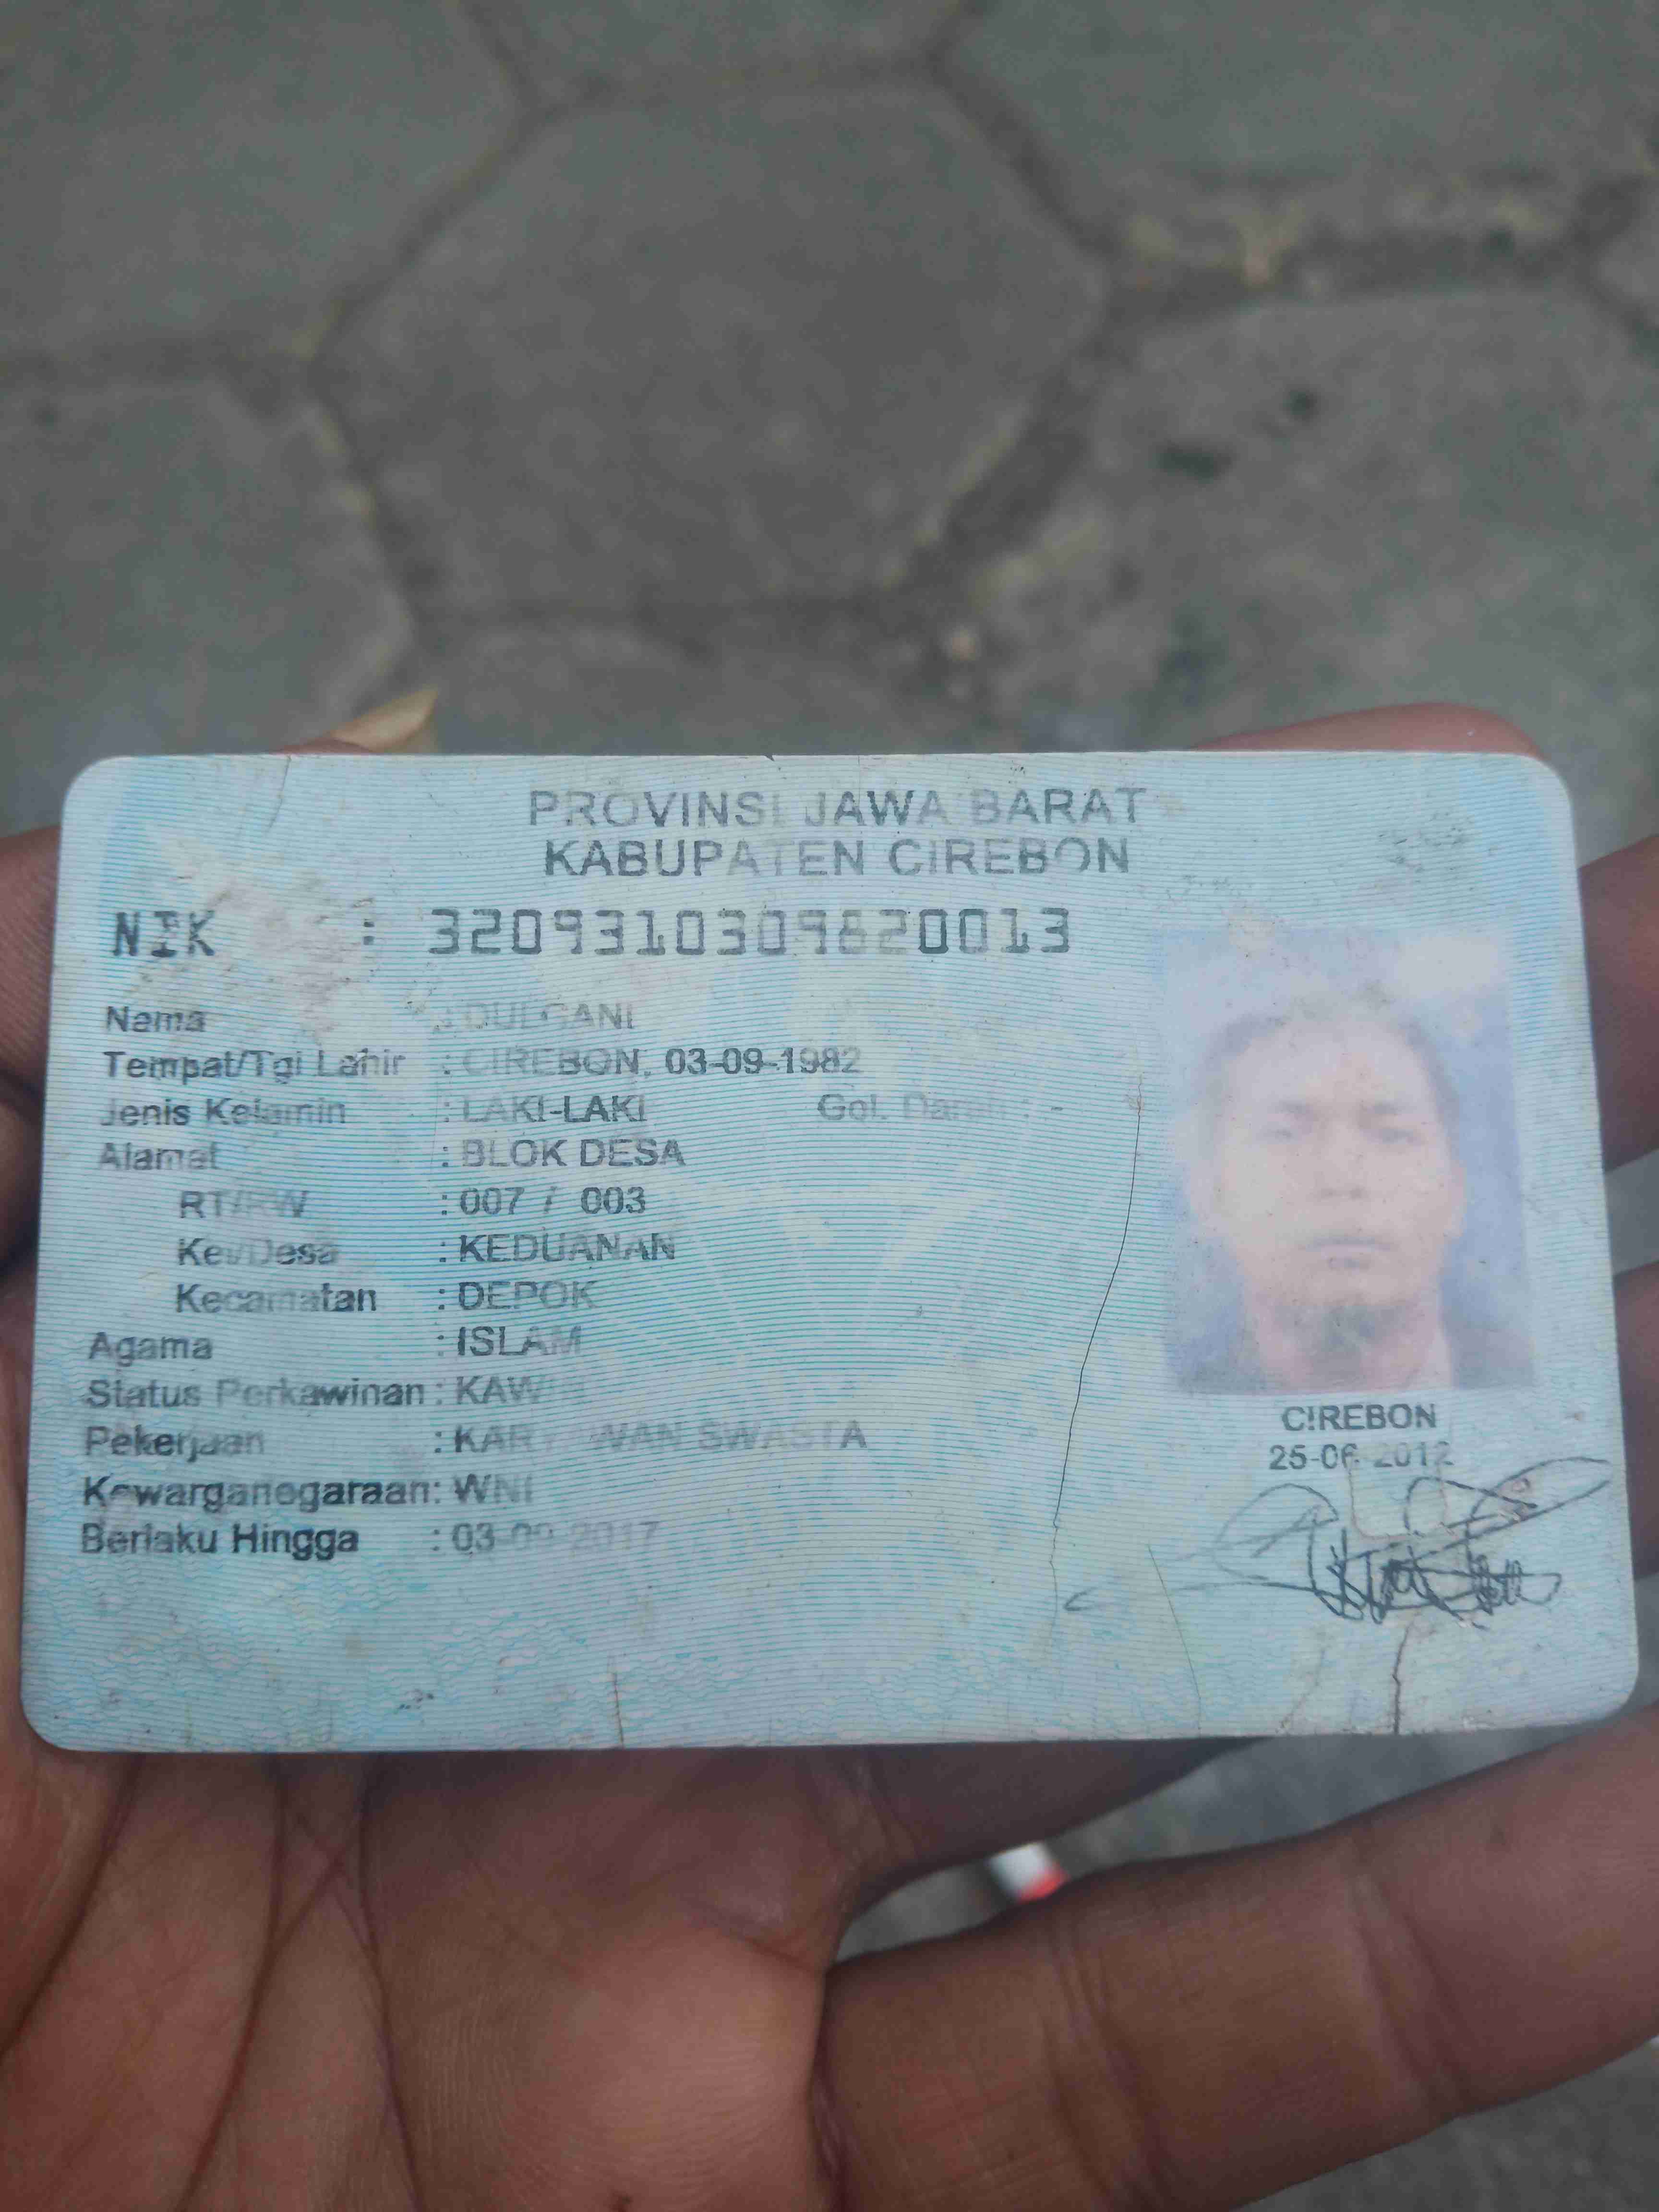 PROVINSI JAWA BARAT
KABUPATEN CIREBON
NIK : 3209310309820013
Nama : DULGANI
Tempat/Tgl Lahir : CIREBON, 03-09-1982
Jenis Kelamin : LAKI-LAKI Gol. Darah : -
Alamat : BLOK DESA
RT/RW : 007 / 003
Kel/Desa : KEDUANAN
Kecamatan : DEPOK
Agama : ISLAM
Status Perkawinan : KAWIN
Pekerjaan : KARYAWAN SWASTA
Kewarganegaraan: WNI
Berlaku Hingga : 03-09-2017
CIREBON
25-06-2012